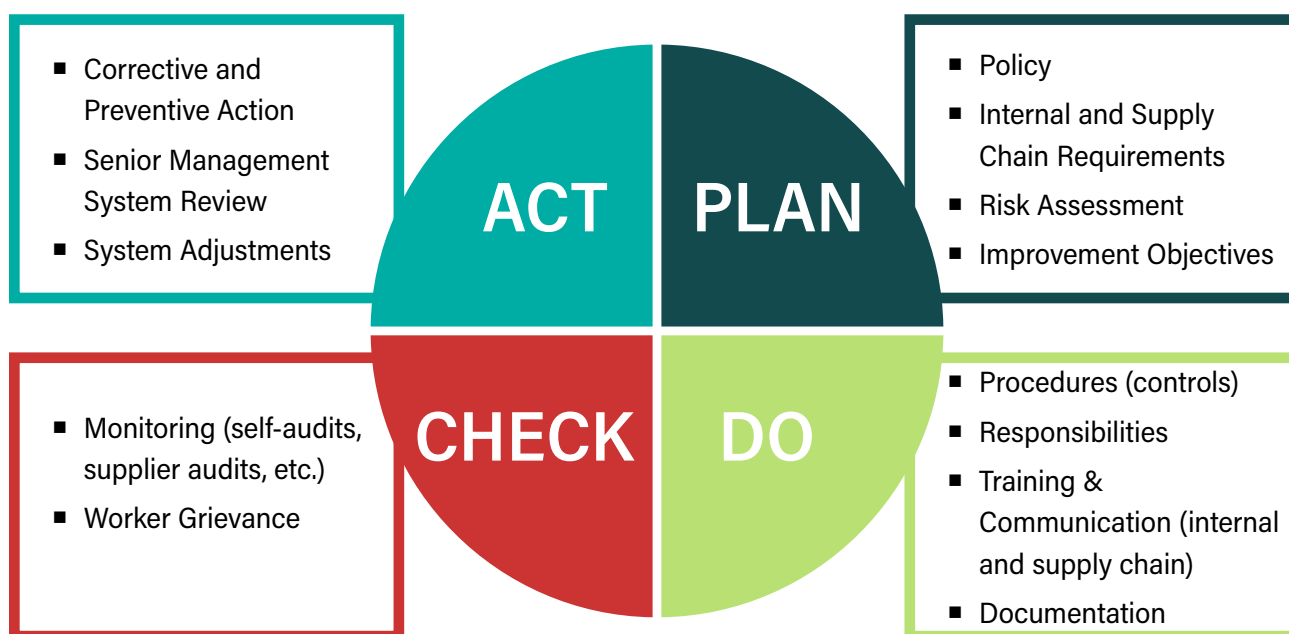 ■ Corrective and
Preventive Action
■ Senior Management
System Review
■ System Adjustments
ACT
PLAN
■ Policy
■ Internal and Supply
Chain Requirements
■ Risk Assessment
■ Improvement Objectives
■ Monitoring (self-audits,
supplier audits, etc.)
■ Worker Grievance
CHECK
DO
■ Procedures (controls)
■ Responsibilities
■ Training &
Communication (internal
and supply chain)
■ Documentation